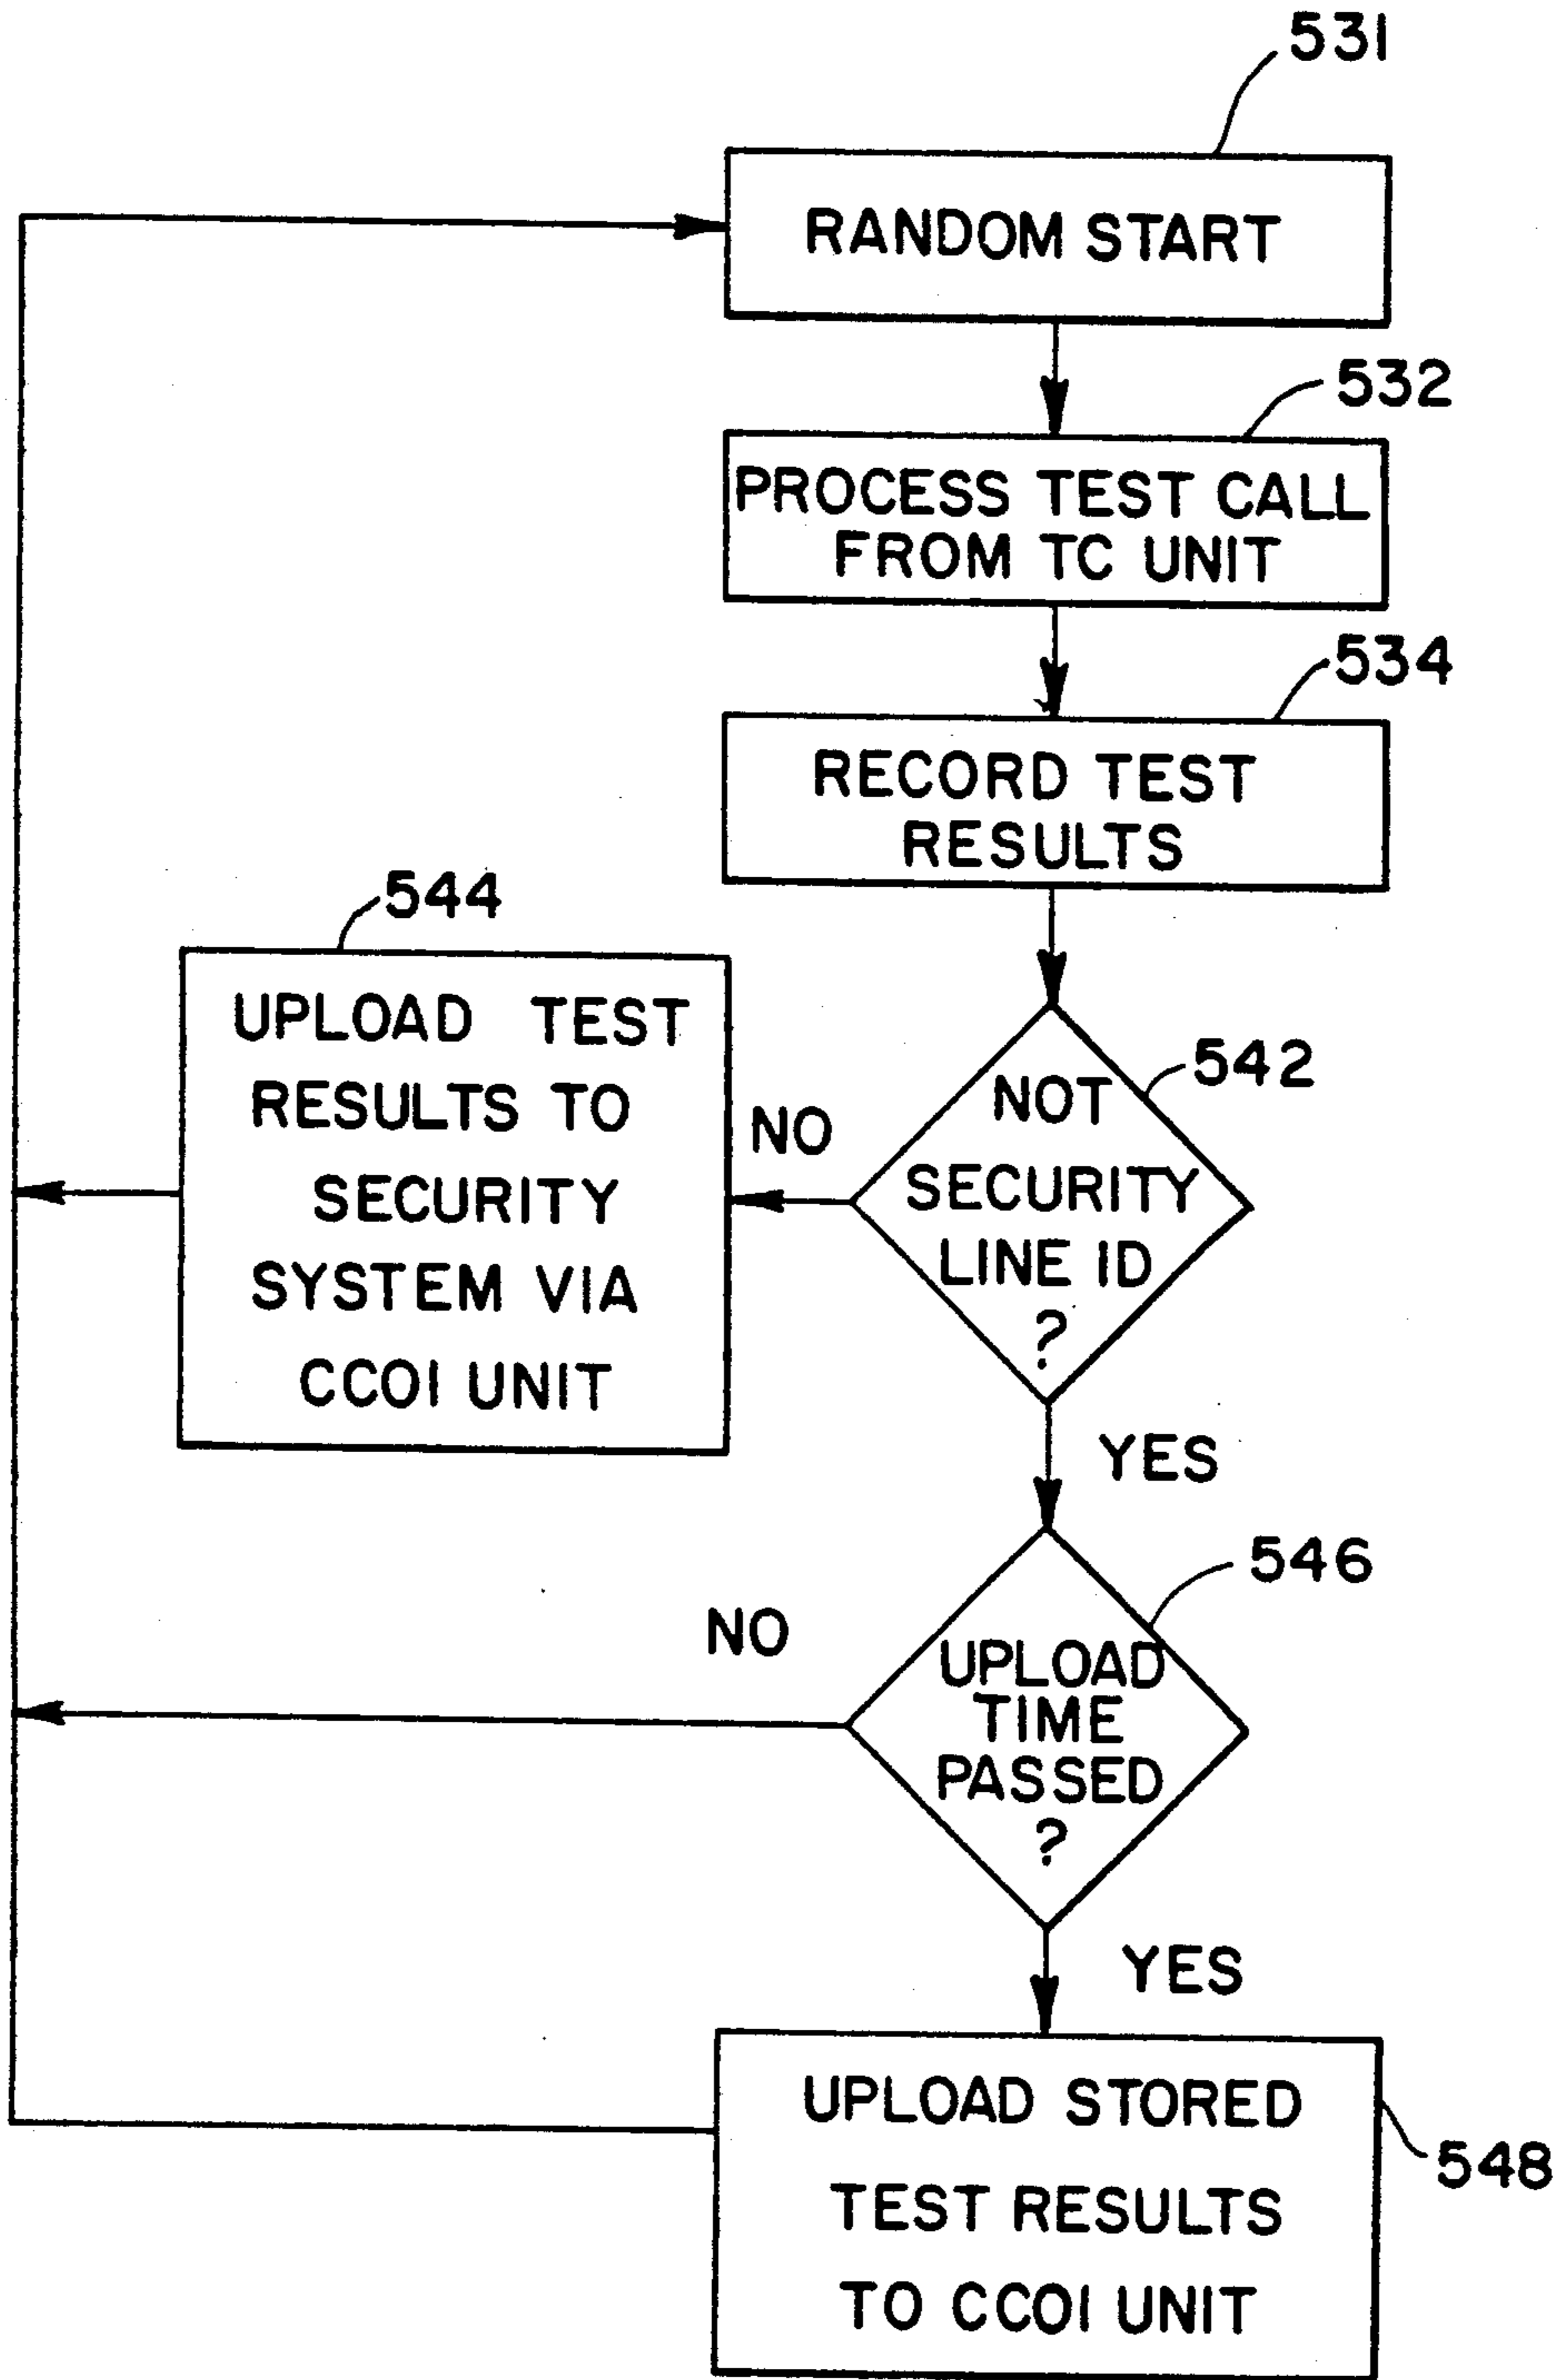 531
RANDOM START
532
PROCESS TEST CALL
FROM TC UNIT
534
RECORD TEST
RESULTS
544
UPLOAD TEST
RESULTS TO
SECURITY
SYSTEM VIA
CCOI UNIT
542
NOT
SECURITY
LINE ID
?
NO
YES
546
UPLOAD
TIME
PASSED
?
NO
YES
548
UPLOAD STORED
TEST RESULTS
TO CCOI UNIT